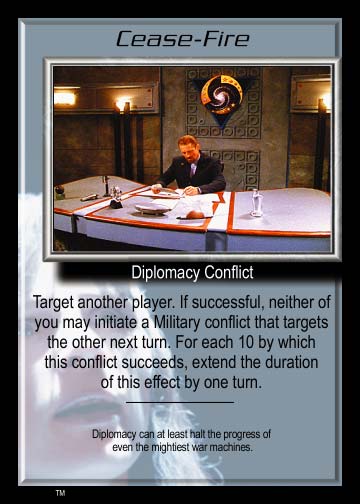 Cease-Fire
Diplomacy Conflict
Target another player. If successful, neither of
you may initiate a Military conflict that targets
the other next turn. For each 10 by which
this conflict succeeds, extend the duration
of this effect by one turn.
Diplomacy can at least halt the progress of
even the mightiest war machines.
TM